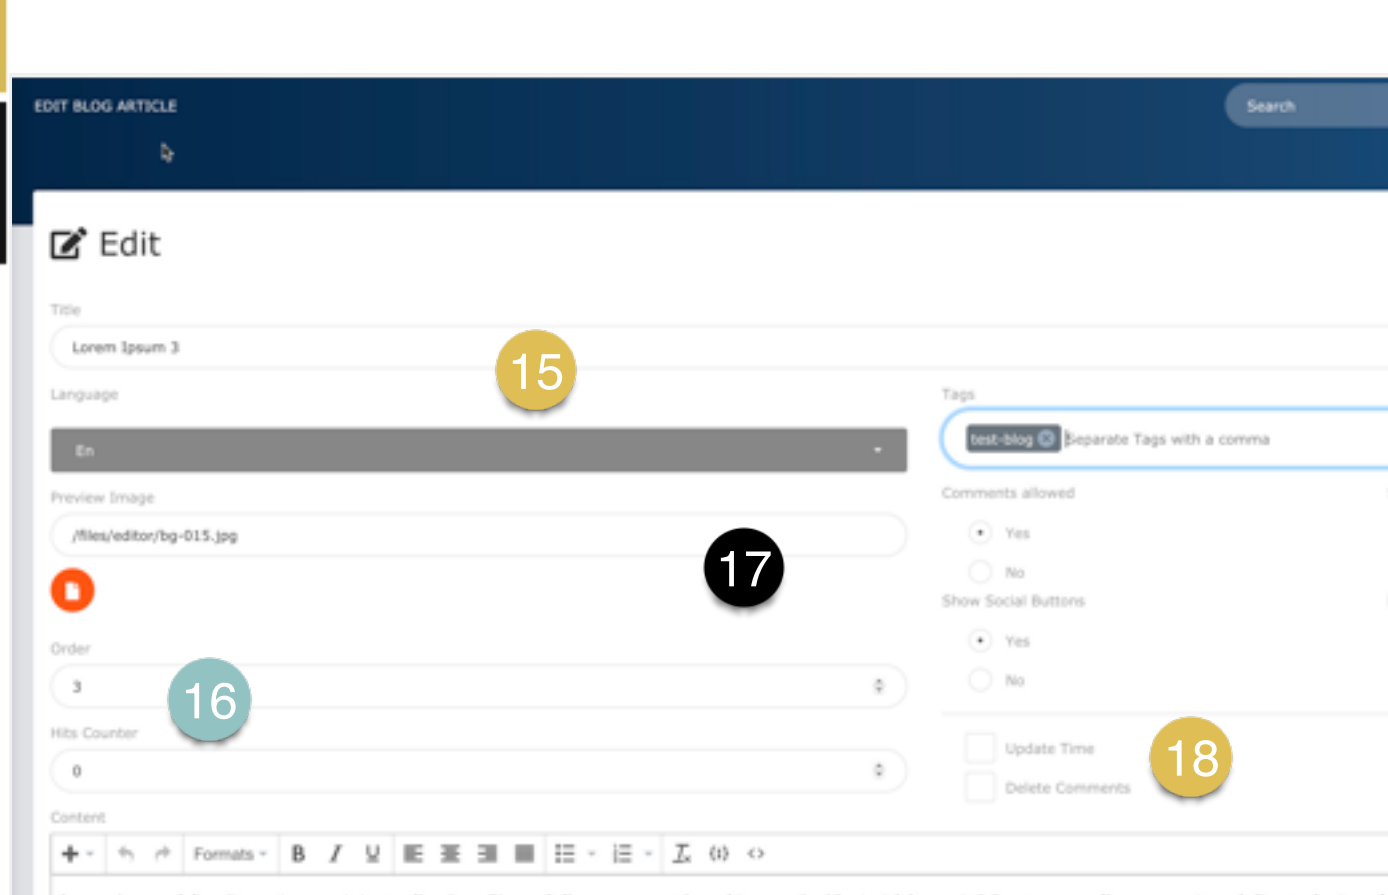 EDIT BLOG ARTICLE
Search
Edit
Title
Lorem Ipsum 3
15
Language
En
Tags
test-blog Separate Tags with a comma
Preview Image
/files/editor/bg-015.jpg
17
Comments allowed
Yes
No
Show Social Buttons
Yes
No
Order
3
16
Hits Counter
0
Update Time
18
Delete Comments
Content
Formats B I U